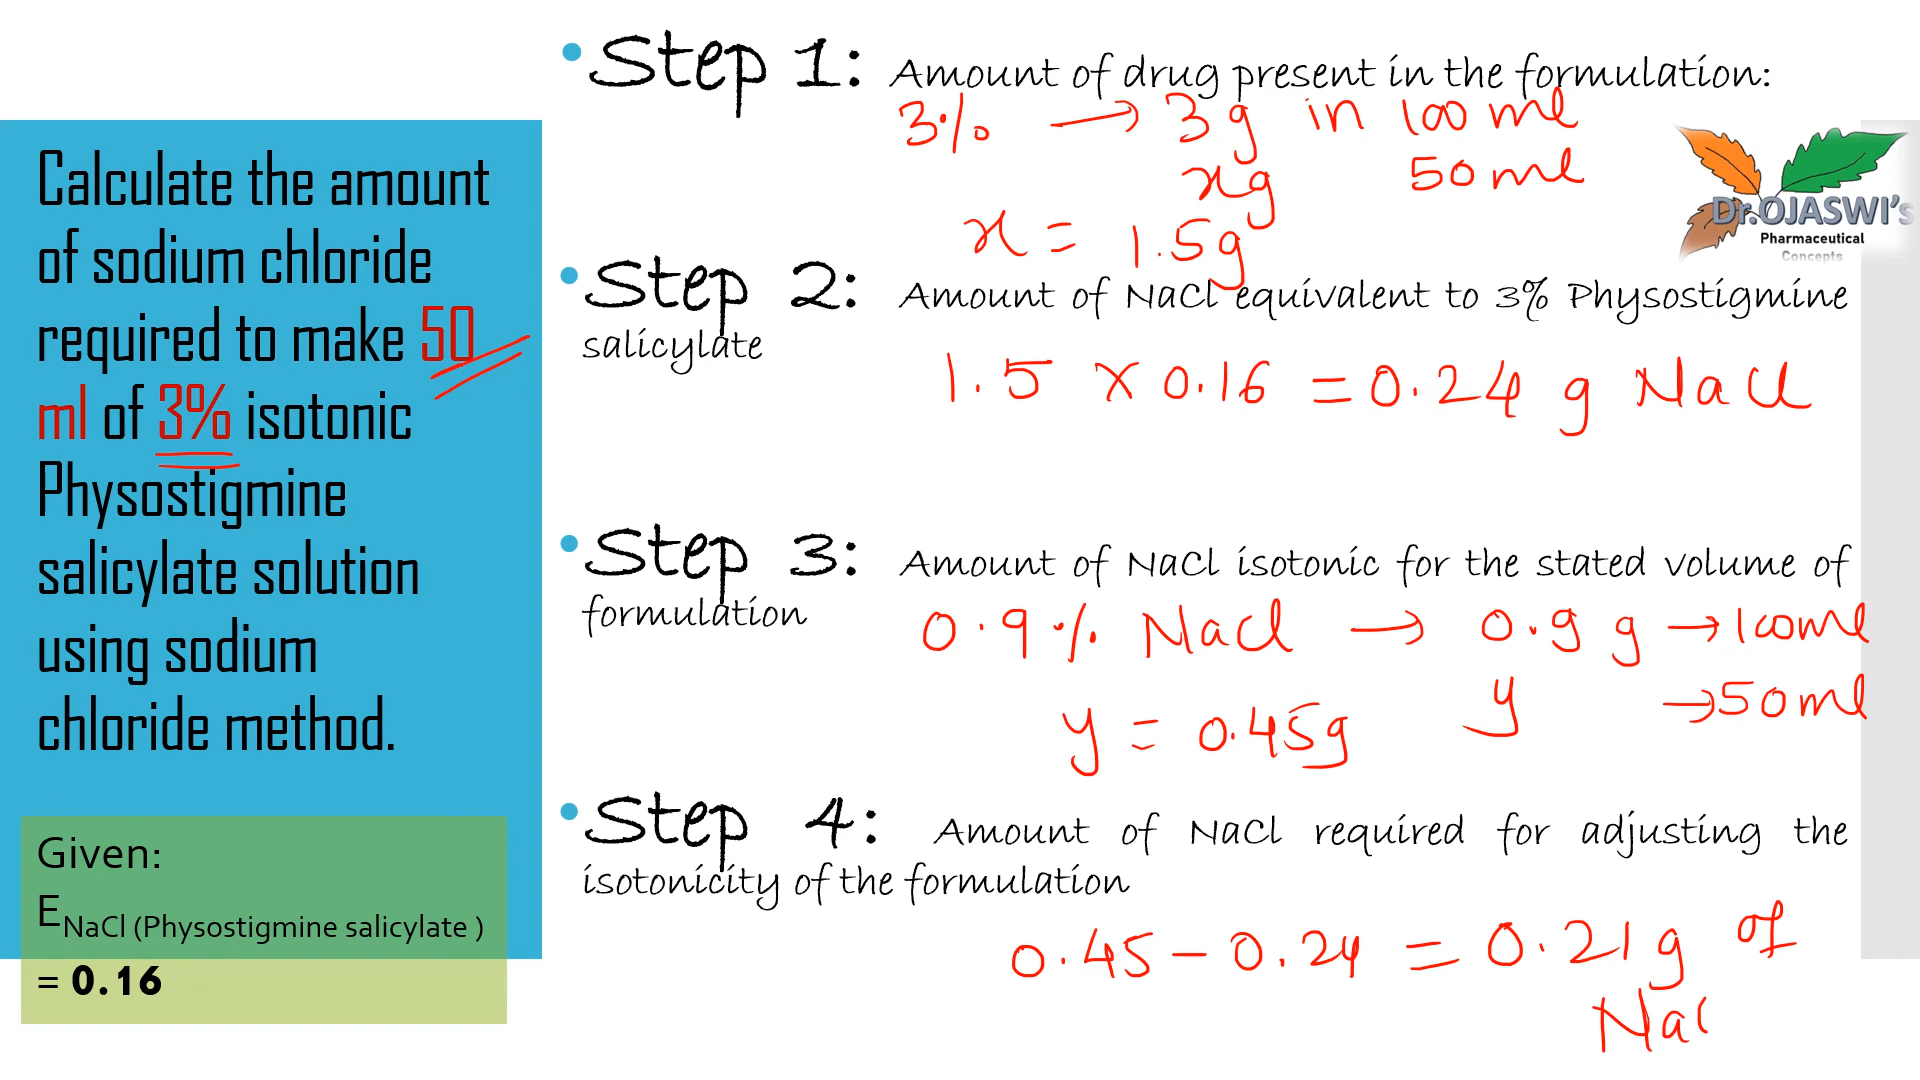 Calculate the amount
of sodium chloride
required to make 50
ml of 3% isotonic
Physostigmine
salicylate solution
using sodium
chloride method.
Given:
ENaCl (Physostigmine salicylate )
= 0.16
• Step 1: Amount of drug present in the formulation:
3% → 3g in 100 ml
xg 50 ml
x = 1.5g
• Step 2: Amount of NaCl equivalent to 3% Physostigmine
salicylate
1.5 × 0.16 = 0.24 g NaCl
• Step 3: Amount of NaCl isotonic for the stated volume of
formulation
0.9% NaCl → 0.9 g → 100ml
y → 50ml
y = 0.45g
• Step 4: Amount of NaCl required for adjusting the
isotonicity of the formulation
0.45 - 0.24 = 0.21g of
NaC
Dr.OJASWI's
Pharmaceutical
Concepts